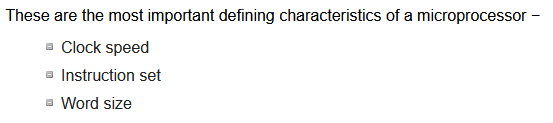 These are the most important defining characteristics of a microprocessor −
Clock speed
Instruction set
Word size